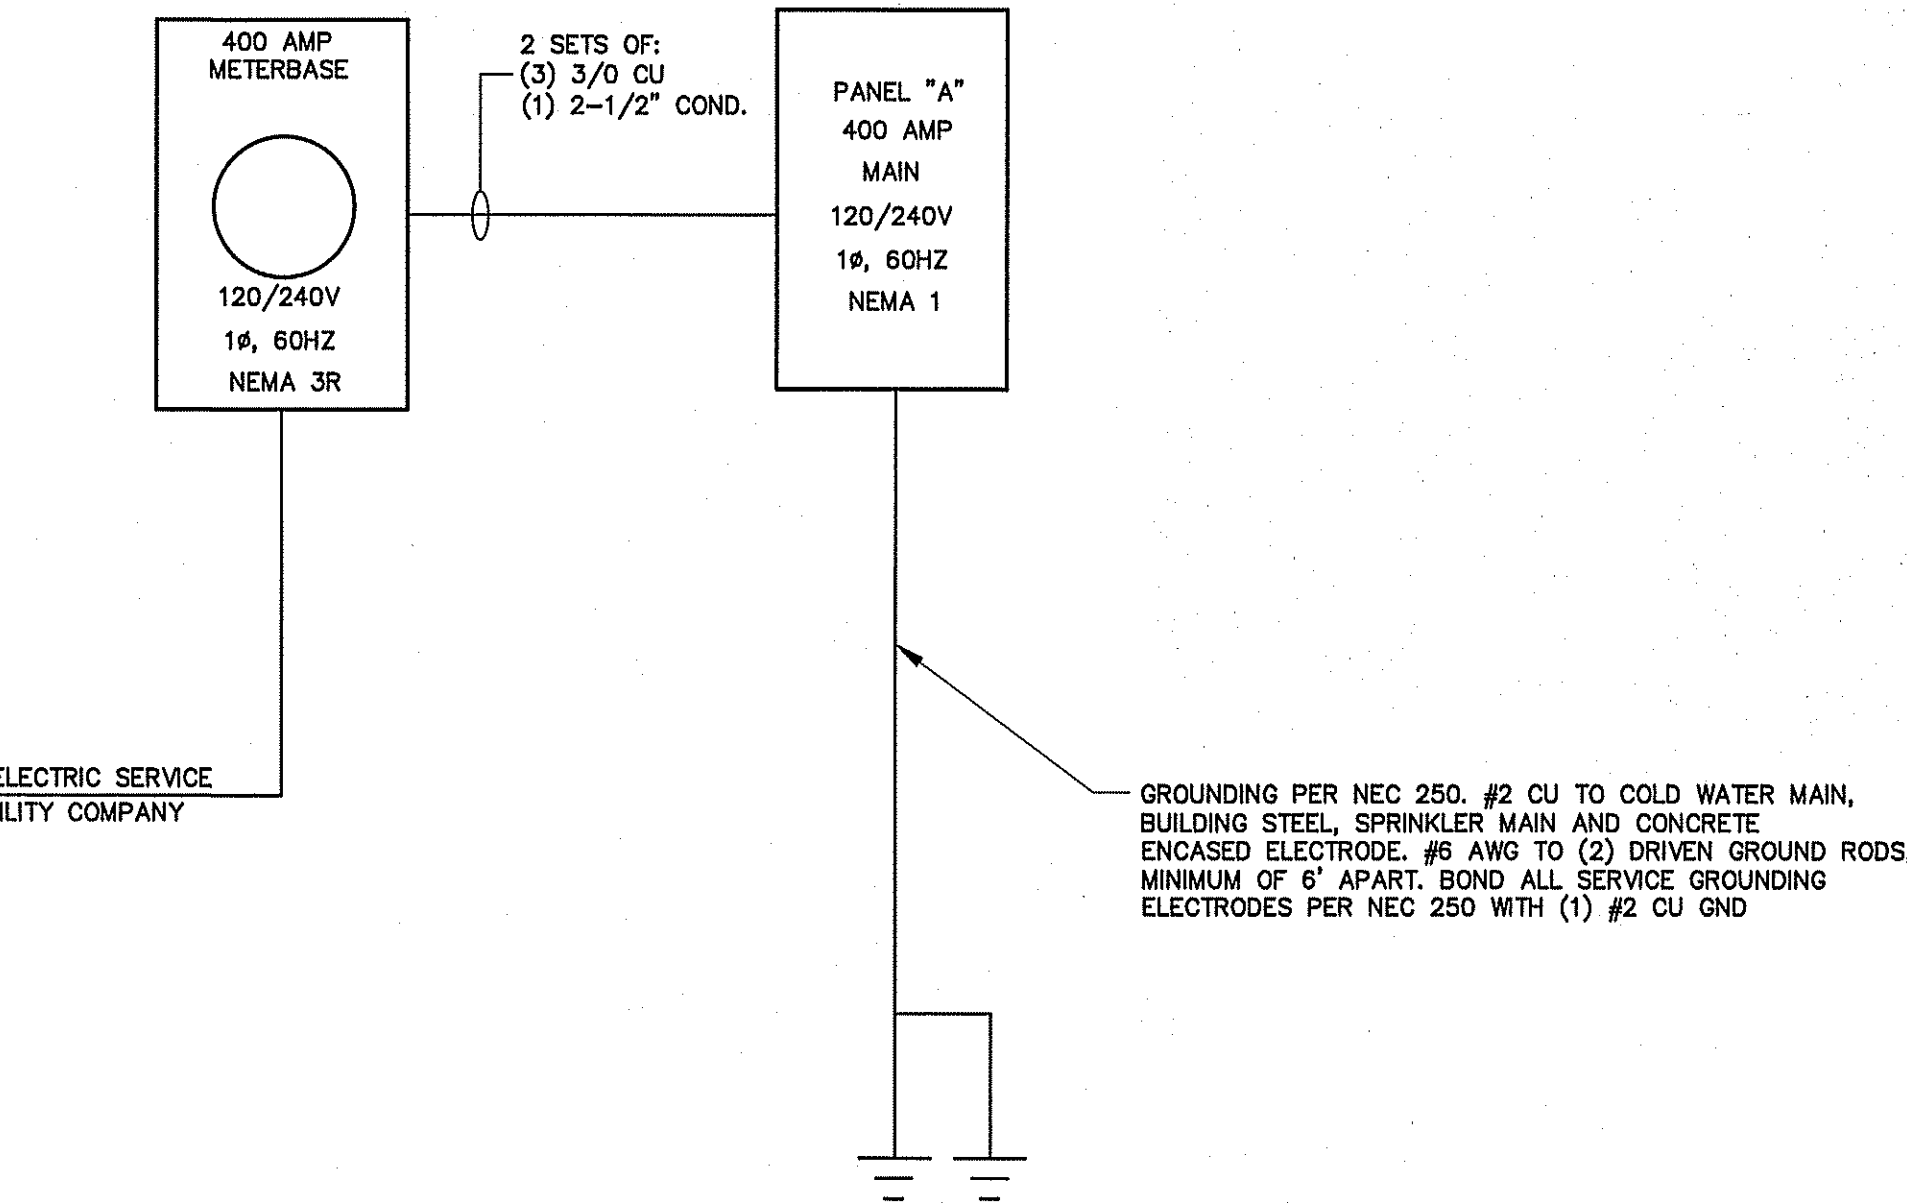 400 AMP
METERBASE
120/240V
1ø, 60HZ
NEMA 3R
2 SETS OF:
(3) 3/0 CU
(1) 2-1/2" COND.
PANEL "A"
400 AMP
MAIN
120/240V
1ø, 60HZ
NEMA 1
ELECTRIC SERVICE
ILITY COMPANY
GROUNDING PER NEC 250. #2 CU TO COLD WATER MAIN,
BUILDING STEEL, SPRINKLER MAIN AND CONCRETE
ENCASED ELECTRODE. #6 AWG TO (2) DRIVEN GROUND RODS,
MINIMUM OF 6' APART. BOND ALL SERVICE GROUNDING
ELECTRODES PER NEC 250 WITH (1) #2 CU GND